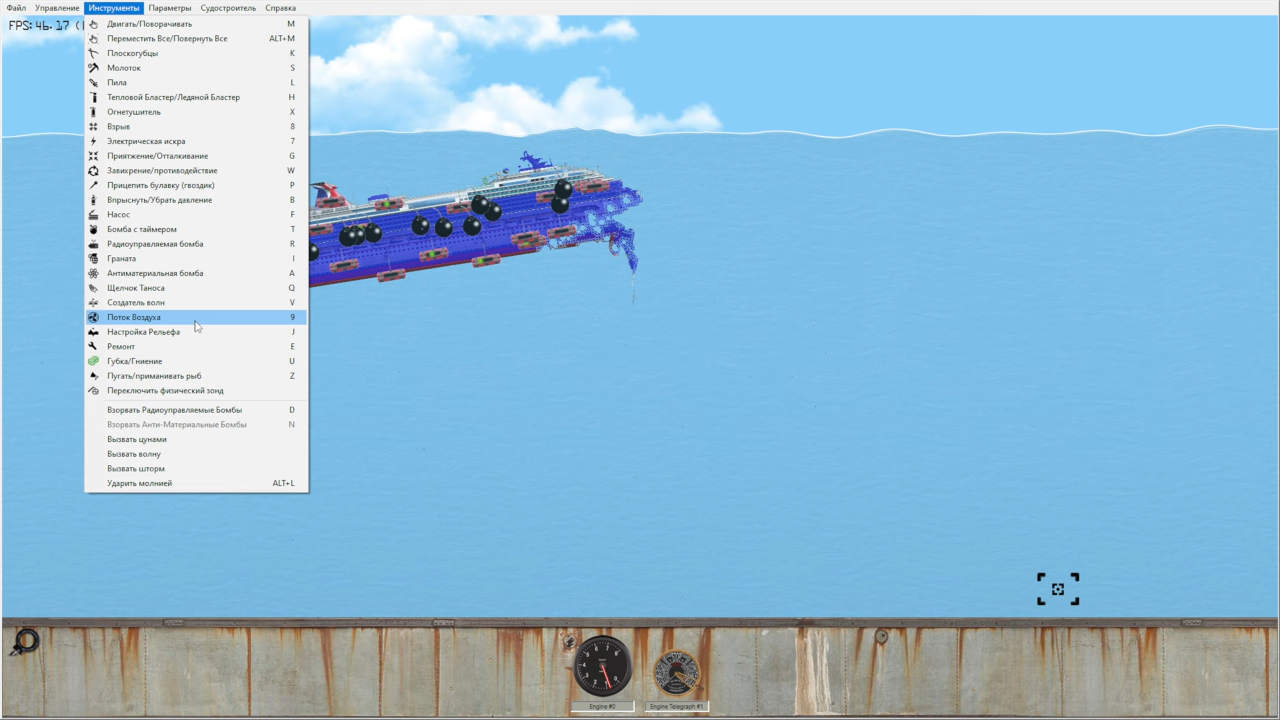 Файл Управление Инструменты Параметры Судостроитель Справка
FPS: 46.17 (
Двигать/Поворачивать M
Переместить Все/Повернуть Все ALT+M
Плоскогубцы K
Молоток S
Пила L
Тепловой Бластер/Ледяной Бластер H
Огнетушитель X
Взрыв 8
Электрическая искра 7
Приятжение/Отталкивание G
Завихрение/противодействие W
Прицепить булавку (гвоздик) P
Впрыснуть/Убрать давление B
Насос F
Бомба с таймером T
Радиоуправляемая бомба R
Граната I
Антиматериальная бомба A
Щелчок Таноса Q
Создатель волн V
Поток Воздуха 9
Настройка Рельефа J
Ремонт E
Губка/Гниение U
Пугать/приманивать рыб Z
Переключить физический зонд
Взорвать Радиоуправляемые Бомбы D
Взорвать Анти-Материальные Бомбы N
Вызвать цунами
Вызвать волну
Вызвать шторм
Ударить молнией ALT+L
Engine #0 Engine Telegraph #1